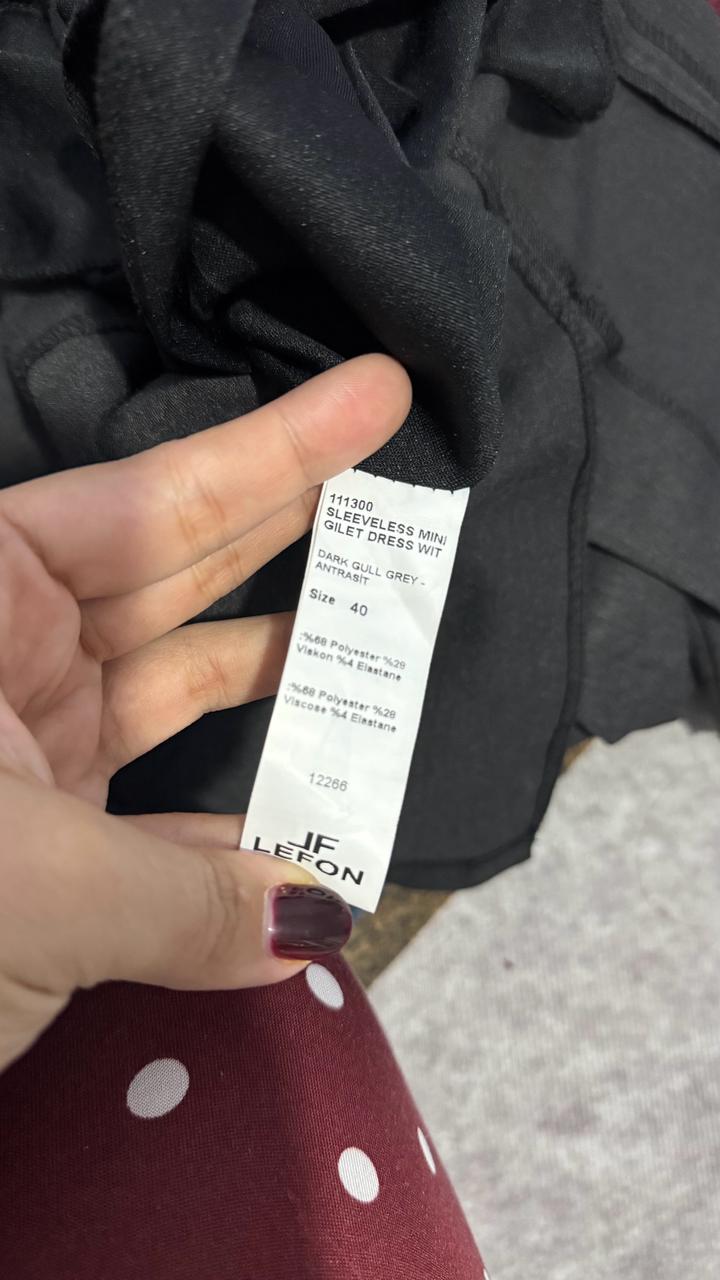 111300
SLEEVELESS MINI
GILET DRESS WIT
DARK GULL GREY -
ANTRASİT
Size 40
:%68 Polyester %28
Viskon %4 Elastane
:%68 Polyester %28
Viscose %4 Elastane
12266
LF
LEFON